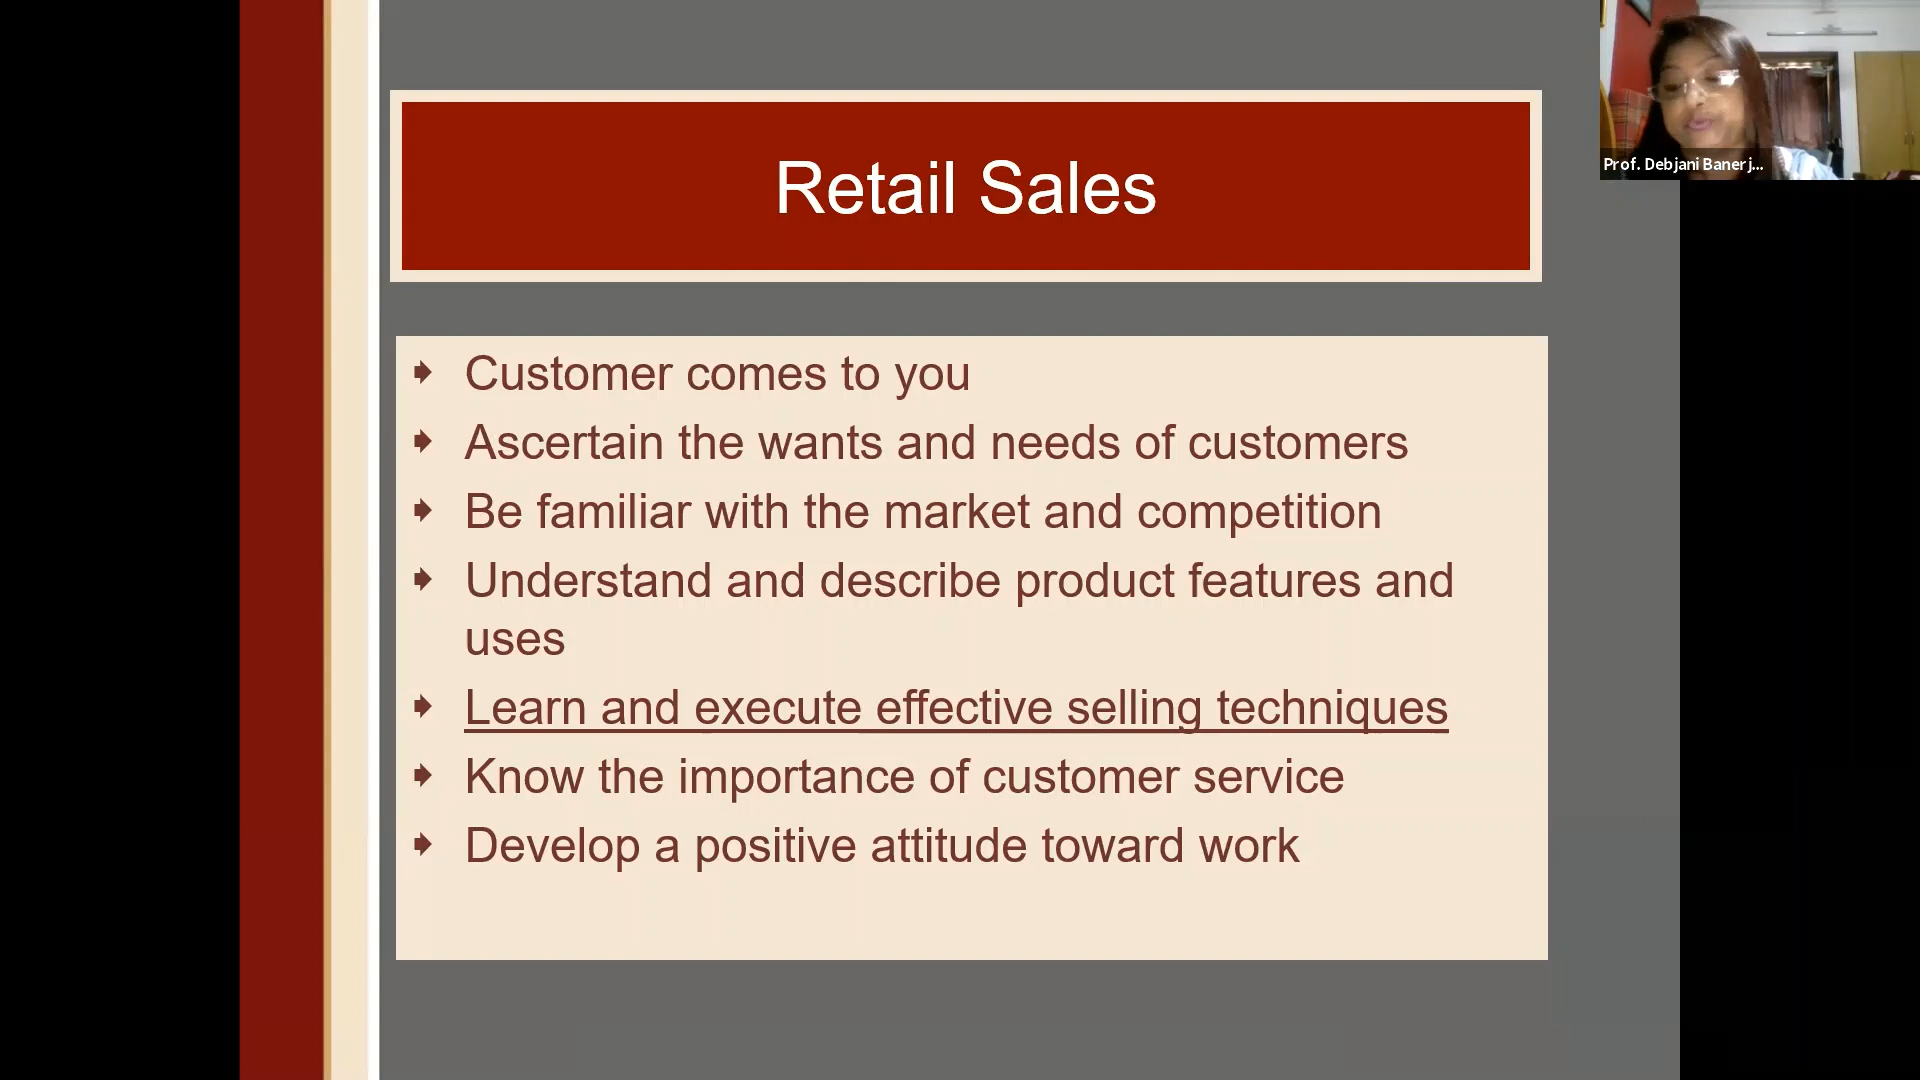 Retail Sales
Customer comes to you
Ascertain the wants and needs of customers
Be familiar with the market and competition
Understand and describe product features and
uses
Learn and execute effective selling techniques
Know the importance of customer service
Develop a positive attitude toward work
Prof. Debjani Banerj...